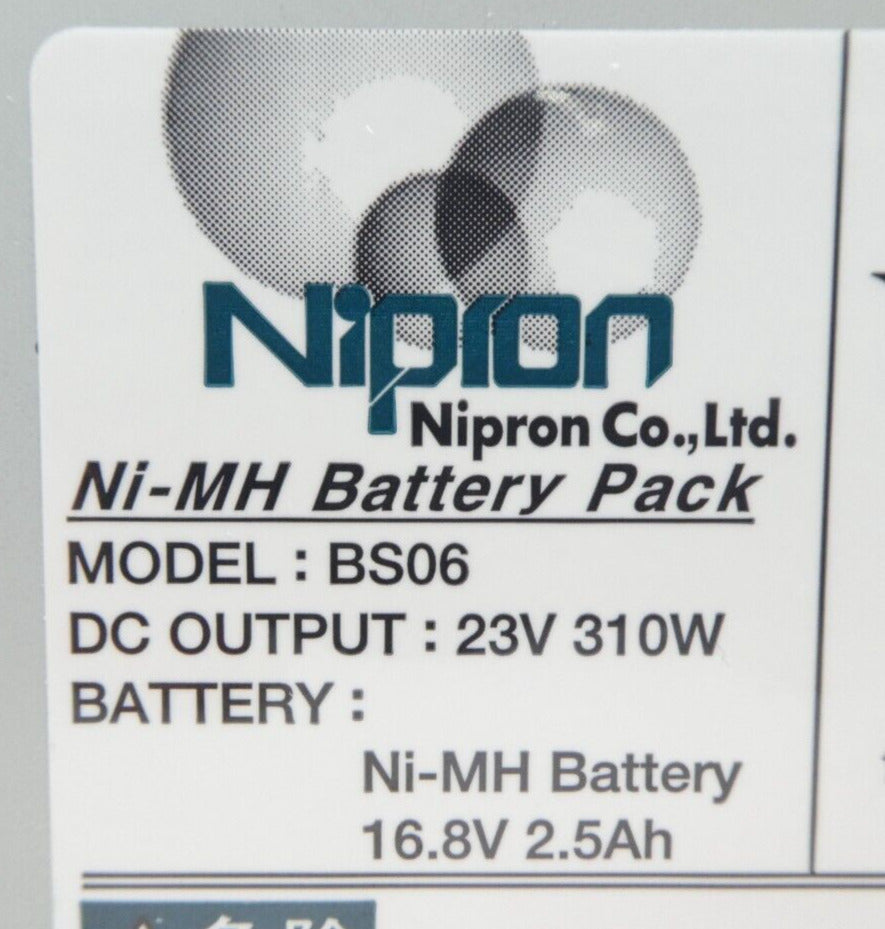 Nipron
Nipron Co.,Ltd.
Ni-MH Battery Pack
MODEL : BS06
DC OUTPUT : 23V 310W
BATTERY :
Ni-MH Battery
16.8V 2.5Ah